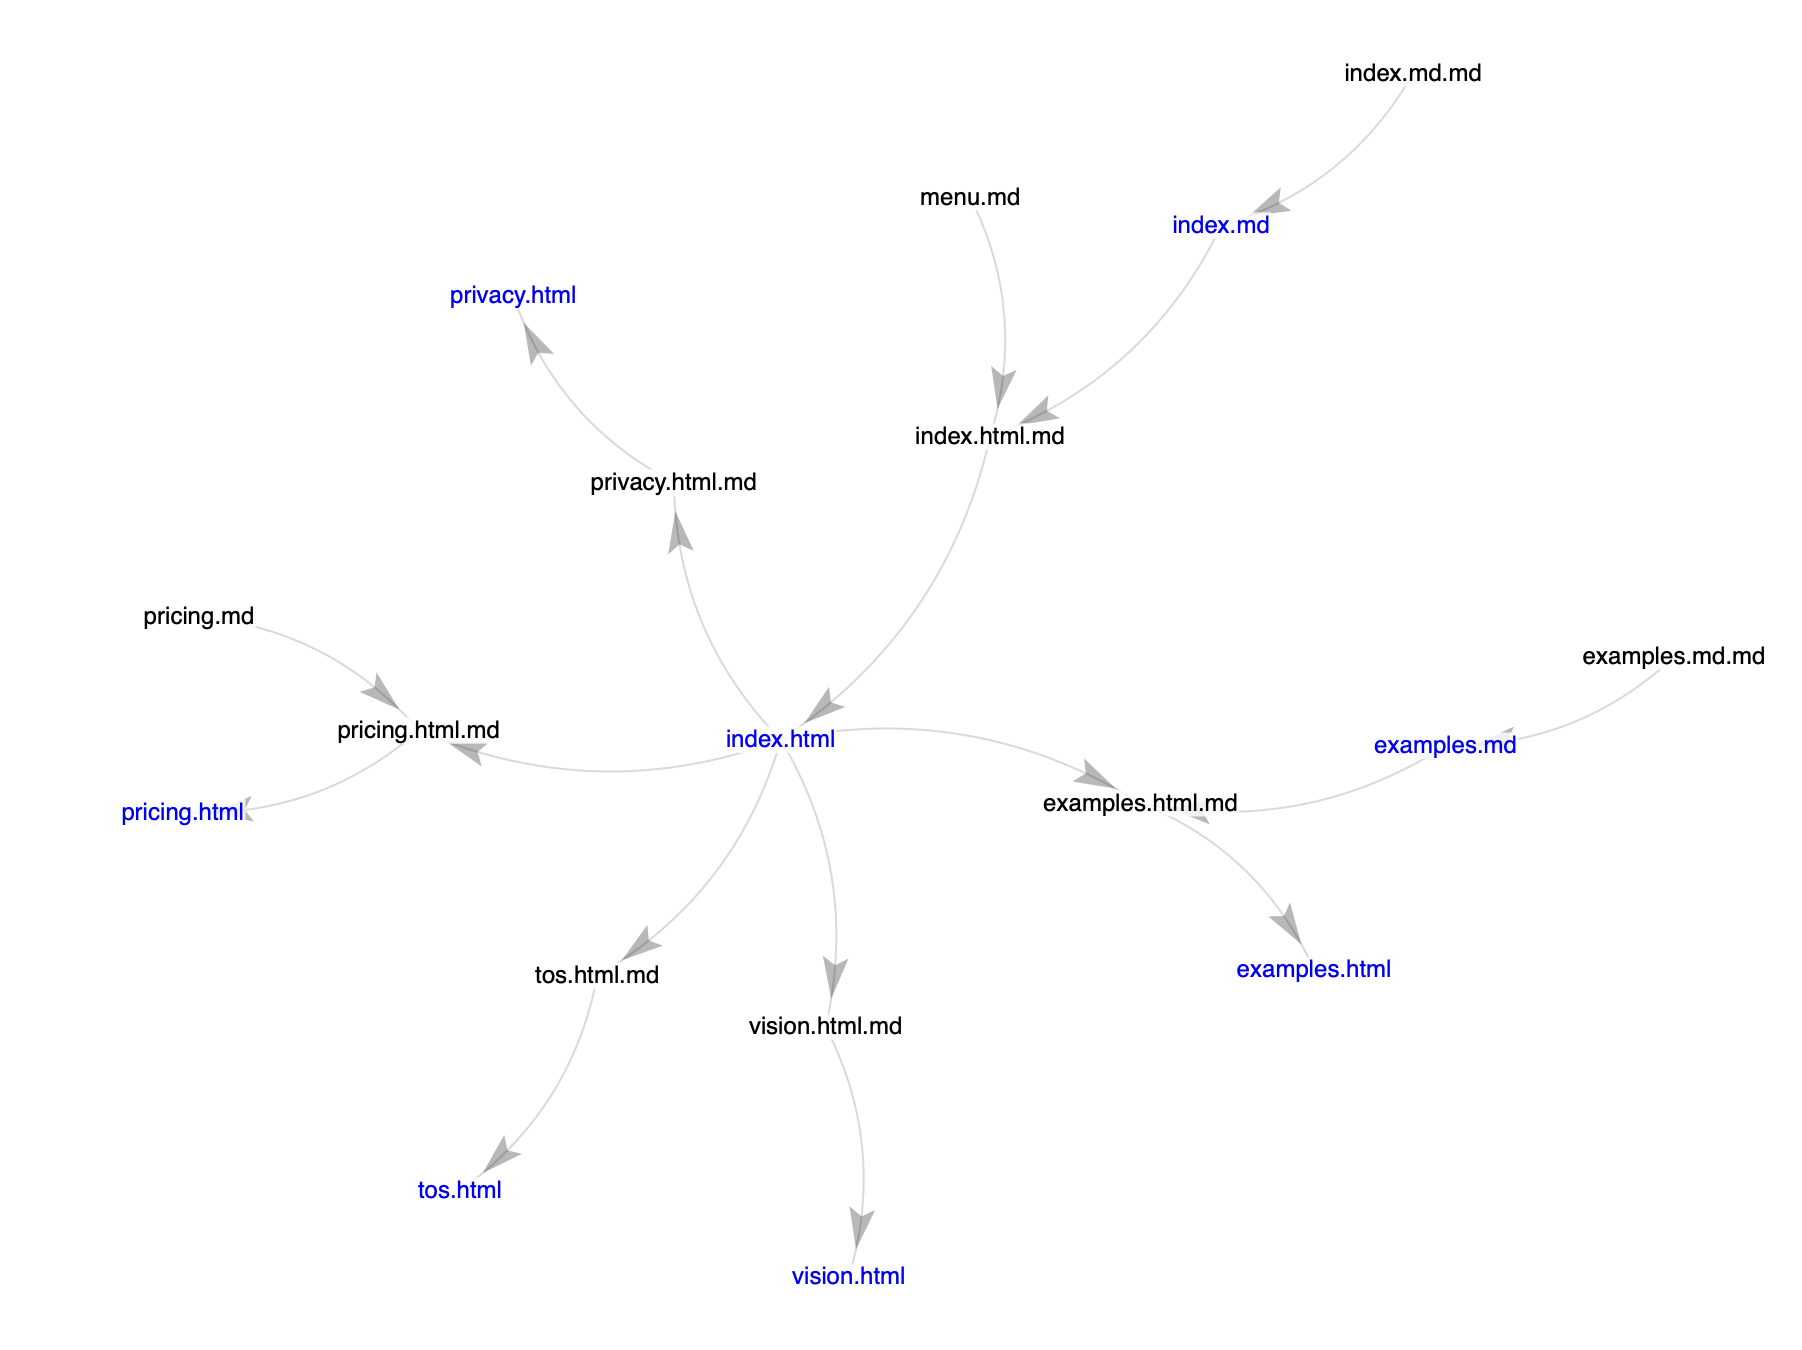 index.md.md
menu.md
index.md
privacy.html
index.html.md
privacy.html.md
pricing.md
examples.md.md
pricing.html.md
index.html
examples.md
examples.html.md
pricing.html
examples.html
tos.html.md
vision.html.md
tos.html
vision.html